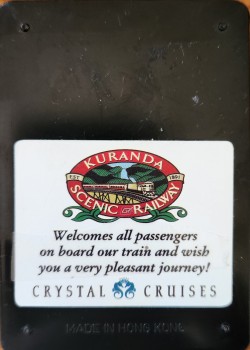 KURANDA
EST 1891
SCENIC RAILWAY
Welcomes all passengers
on board our train and wish
you a very pleasant journey!
CRYSTAL CRUISES
MADE IN HONG KONG